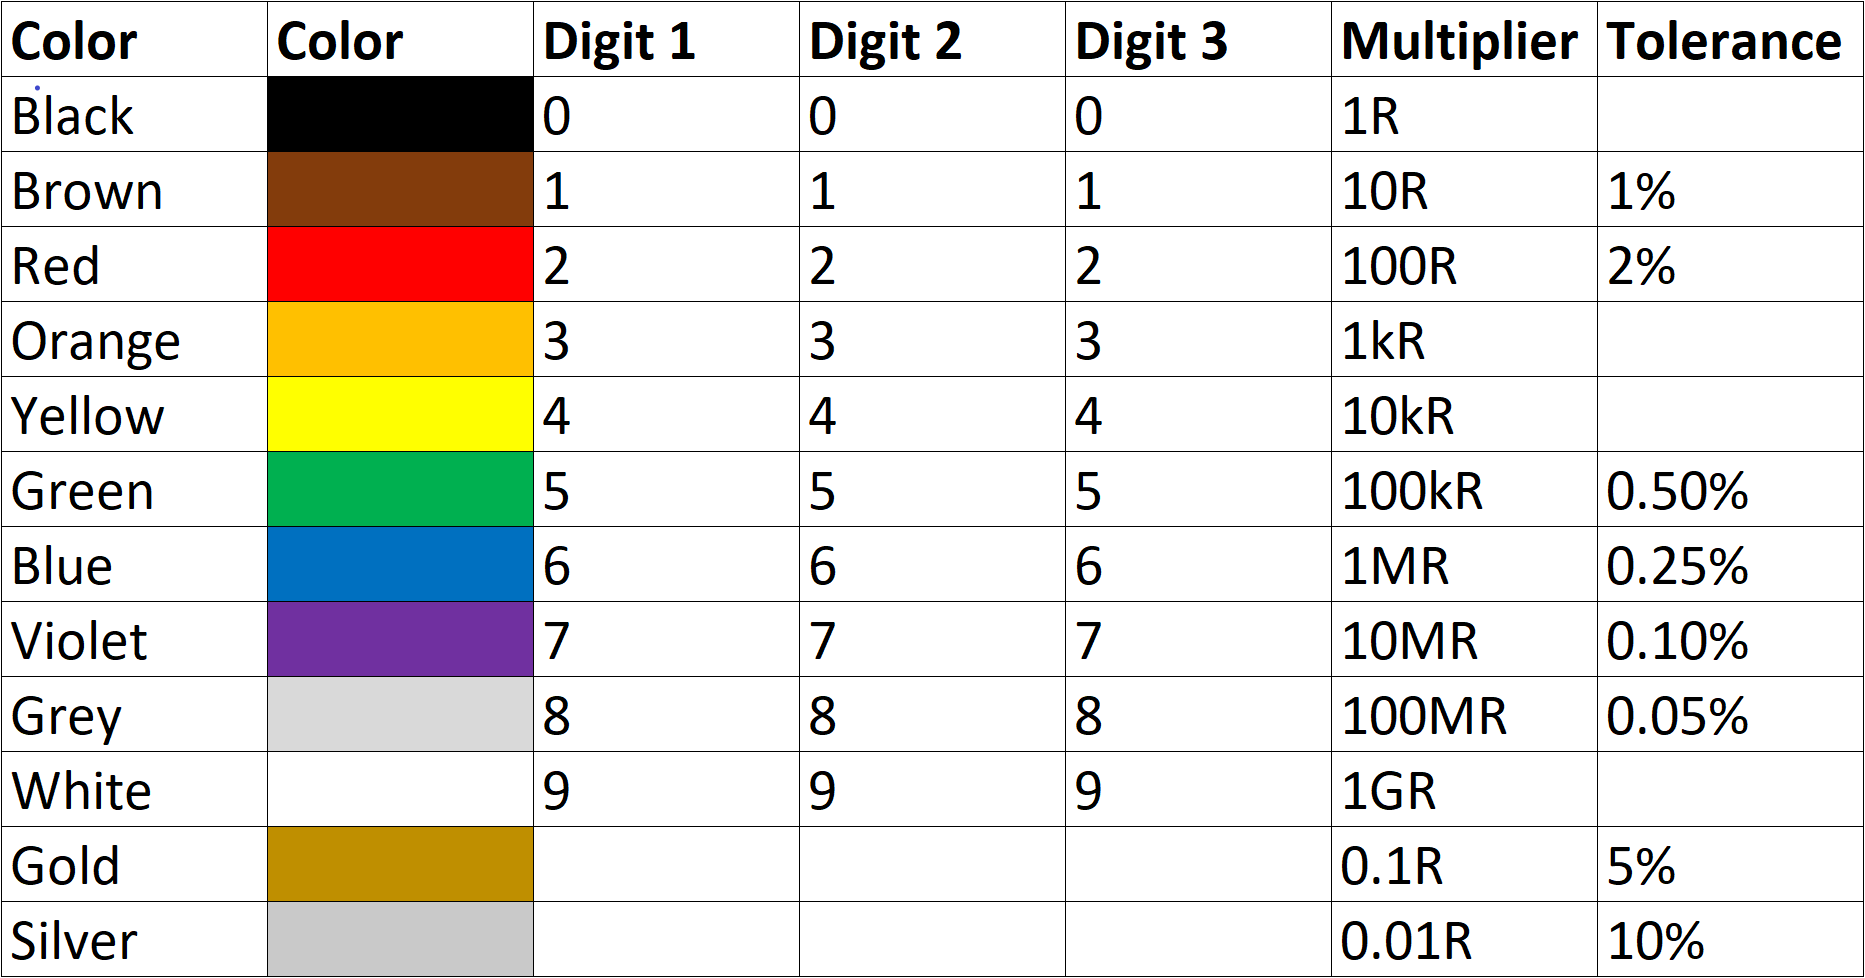 Color Color Digit 1 Digit 2 Digit 3 Multiplier Tolerance
Black 0 0 0 1R
Brown 1 1 1 10R 1%
Red 2 2 2 100R 2%
Orange 3 3 3 1kR
Yellow 4 4 4 10kR
Green 5 5 5 100kR 0.50%
Blue 6 6 6 1MR 0.25%
Violet 7 7 7 10MR 0.10%
Grey 8 8 8 100MR 0.05%
White 9 9 9 1GR
Gold 0.1R 5%
Silver 0.01R 10%